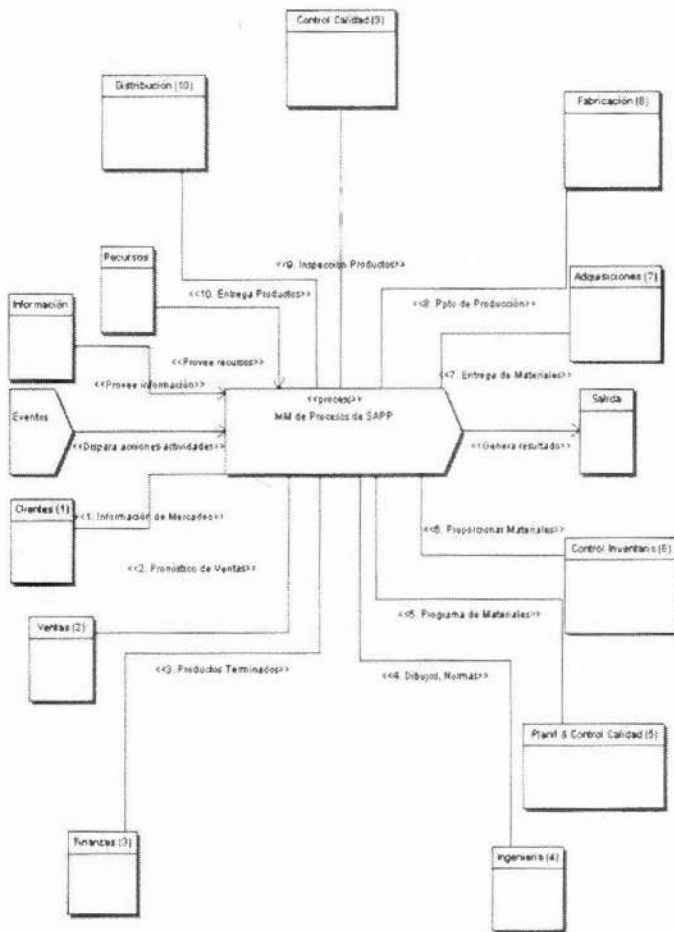 Control Calidad (9)
Distribución (10)
Fabricación (8)
<<9. Inspección Productos>>
Recursos
Adquisiciones (7)
<<10. Entrega Productos>>
<<8. Ppto de Producción>>
Información
<<Provee recursos>>
<<7. Entrega de Materiales>>
<<Provee información>>
<<proceso>>
Salida
Eventos
MM de Procesos de SAPP
<<Dispara acciones actividades>>
<<Genera resultado>>
Clientes (1)
<<1. Información de Mercadeo>>
<<6. Proporcionar Materiales>>
Control Inventario (6)
<<2. Pronóstico de Ventas>>
<<5. Programa de Materiales>>
Ventas (2)
<<3. Productos Terminados>>
<<4. Dibujos, Normas>>
Planif & Control Calidad (5)
Finanzas (3)
Ingeniería (4)